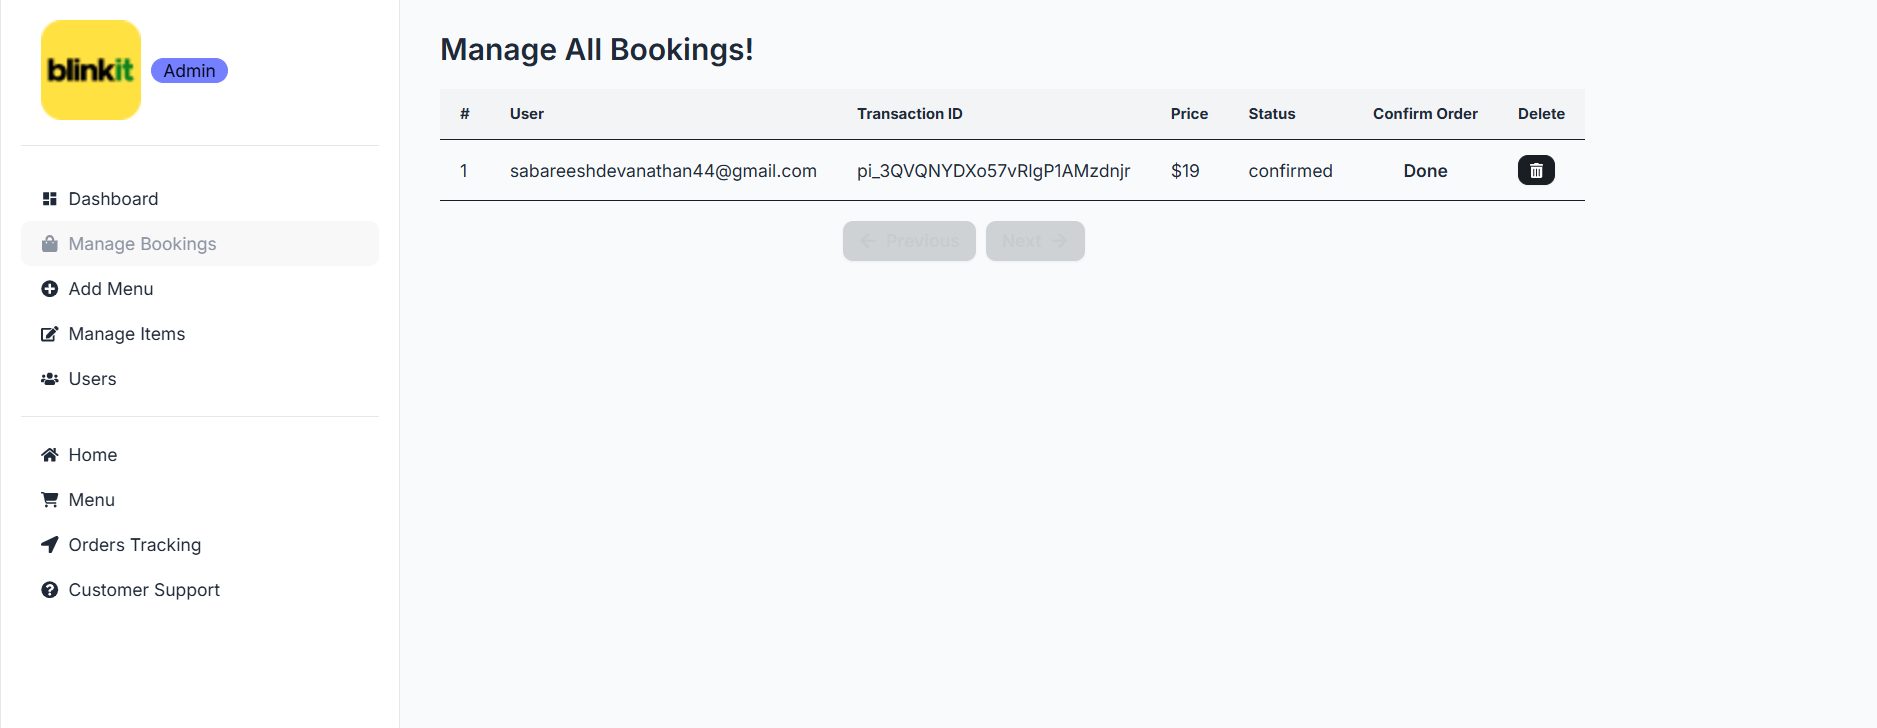 blinkit
Admin
Dashboard
Manage Bookings
Add Menu
Manage Items
Users
Home
Menu
Orders Tracking
Customer Support
Manage All Bookings!
# User Transaction ID Price Status Confirm Order Delete
1 sabareeshdevanathan44@gmail.com pi_3QVQNYDXo57vRlgP1AMzdnjr $19 confirmed Done
Previous Next